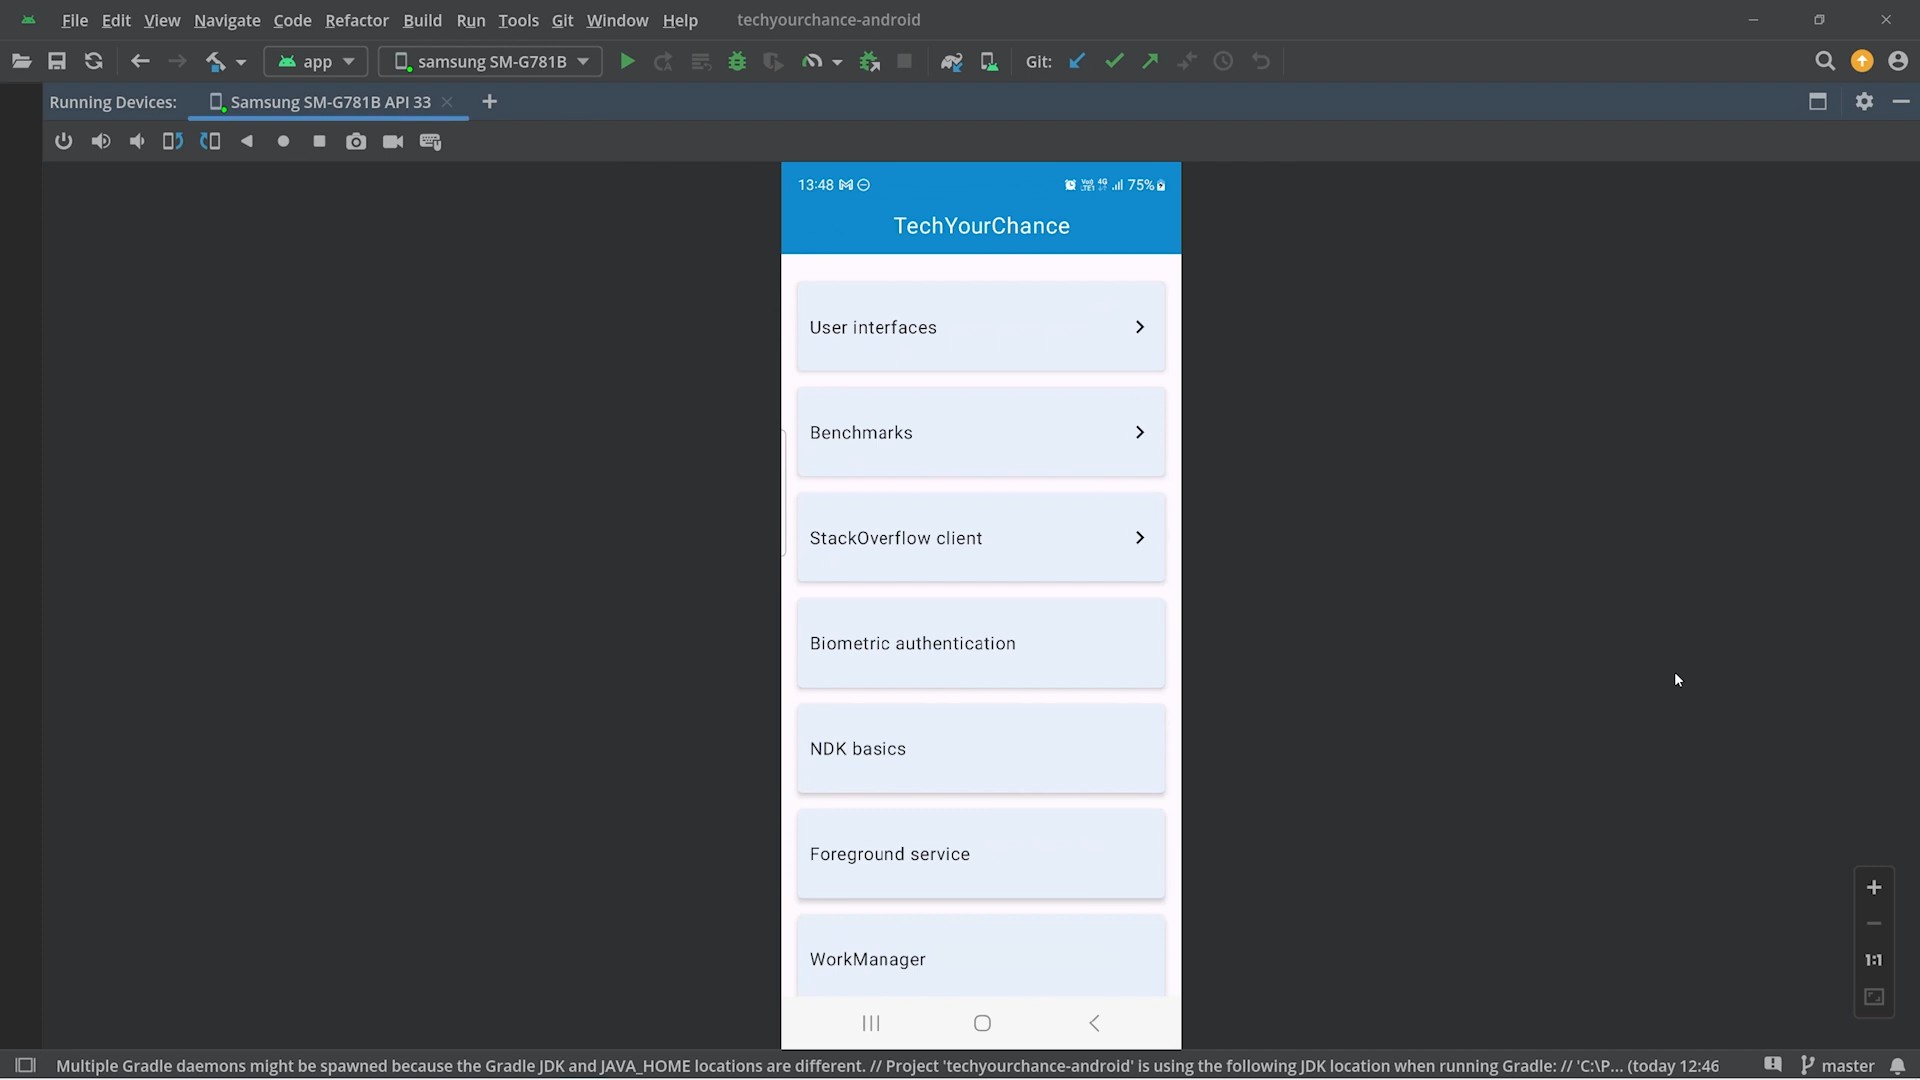 File Edit View Navigate Code Refactor Build Run Tools Git Window Help techyourchance-android
app samsung SM-G781B Git:
Running Devices: Samsung SM-G781B API 33
13:48 4G 75%
TechYourChance
User interfaces
Benchmarks
StackOverflow client
Biometric authentication
NDK basics
Foreground service
WorkManager
1:1
Multiple Gradle daemons might be spawned because the Gradle JDK and JAVA_HOME locations are different. // Project 'techyourchance-android' is using the following JDK location when running Gradle: // 'C:\P... (today 12:46 master